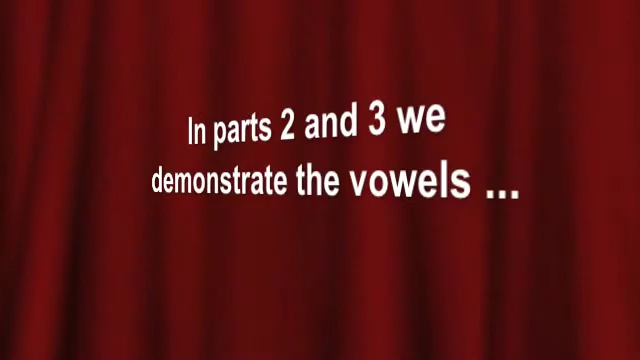 In parts 2 and 3 we
demonstrate the vowels ...